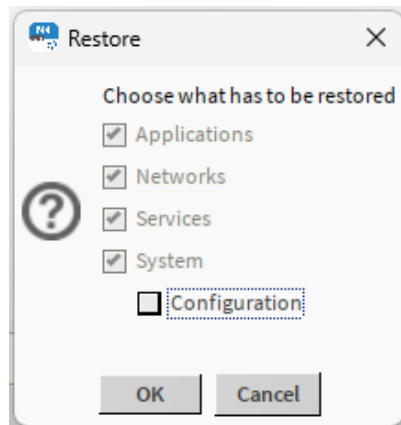 N4
Restore
Choose what has to be restored
Applications
Networks
Services
System
Configuration
OK
Cancel